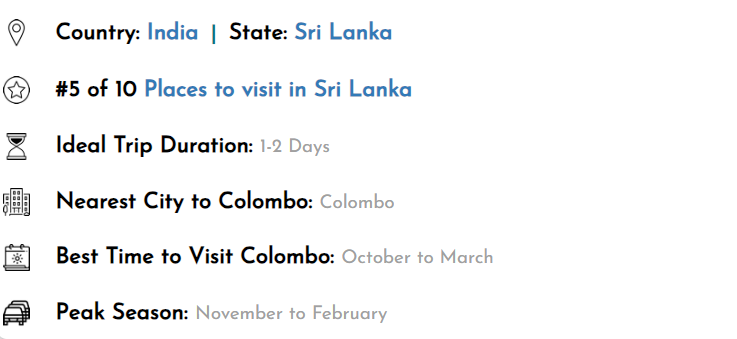 Country: India | State: Sri Lanka
#5 of 10 Places to visit in Sri Lanka
Ideal Trip Duration: 1-2 Days
Nearest City to Colombo: Colombo
Best Time to Visit Colombo: October to March
Peak Season: November to February